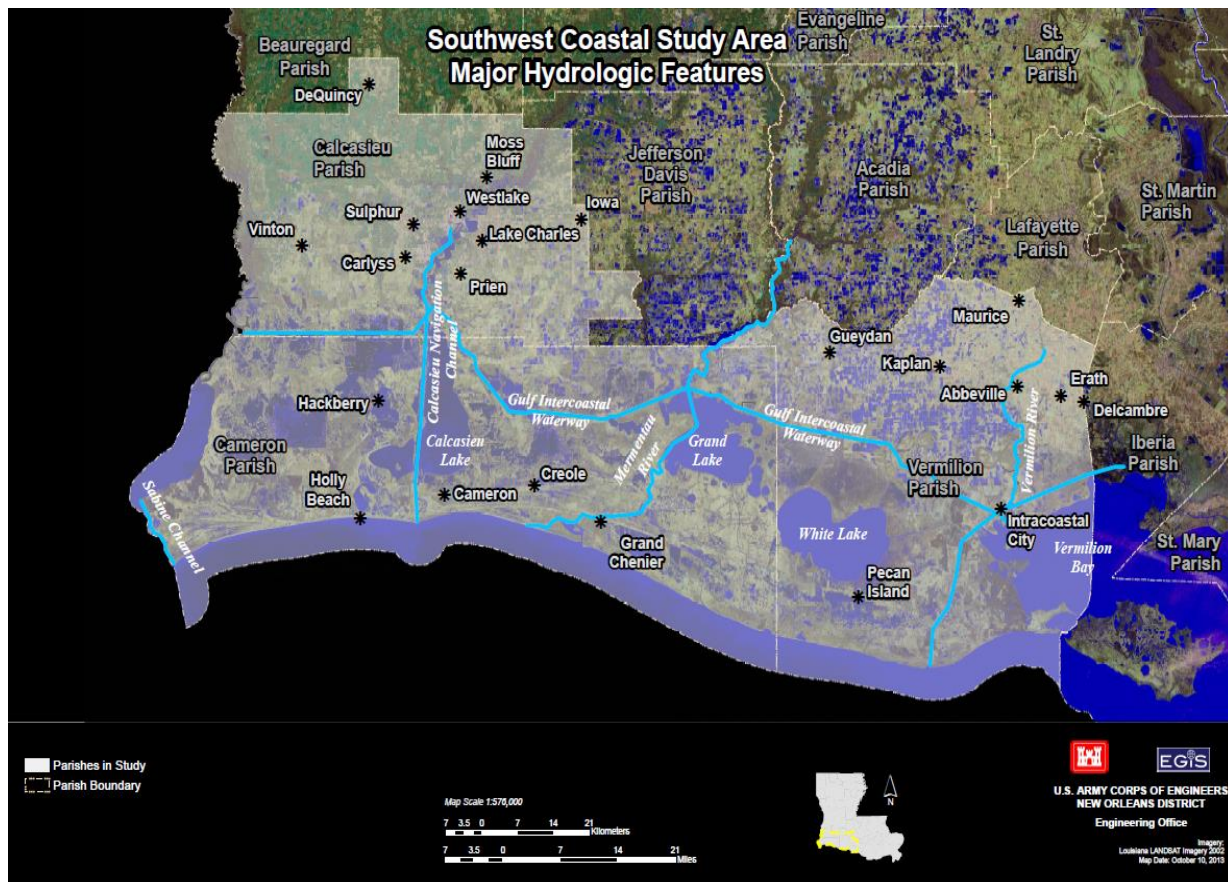 Southwest Coastal Study Area
Major Hydrologic Features
Evangeline
Parish
St.
Landry
Parish
Beauregard
Parish
DeQuincy
Calcasieu
Parish
Moss
Bluff
Jefferson
Davis
Parish
Acadia
Parish
St. Martin
Parish
Westlake
Iowa
Sulphur
Lake Charles
Vinton
Lafayette
Parish
Carlyss
Prien
Calcasieu Navigation
Channel
Maurice
Gueydan
Kaplan
Abbeville
Erath
Delcambre
Hackberry
Gulf Intercoastal
Waterway
Gulf Intercoastal
Waterway
Vermilion River
Iberia
Parish
Cameron
Parish
Calcasieu
Lake
Mermentau
River
Grand
Lake
Vermilion
Parish
Holly
Beach
Creole
Cameron
Sabine Channel
Grand
Chenier
White Lake
Intracoastal
City
Vermilion
Bay
St. Mary
Parish
Pecan
Island
Parishes in Study
Parish Boundary
Map Scale 1:576,000
7 3.5 0 7 14 21
Kilometers
7 3.5 0 7 14 21
Miles
N
EGIS
U.S. ARMY CORPS OF ENGINEERS
NEW ORLEANS DISTRICT
Engineering Office
Imagery:
Louisiana LANDSAT Imagery 2002
Map Date: October 10, 2013